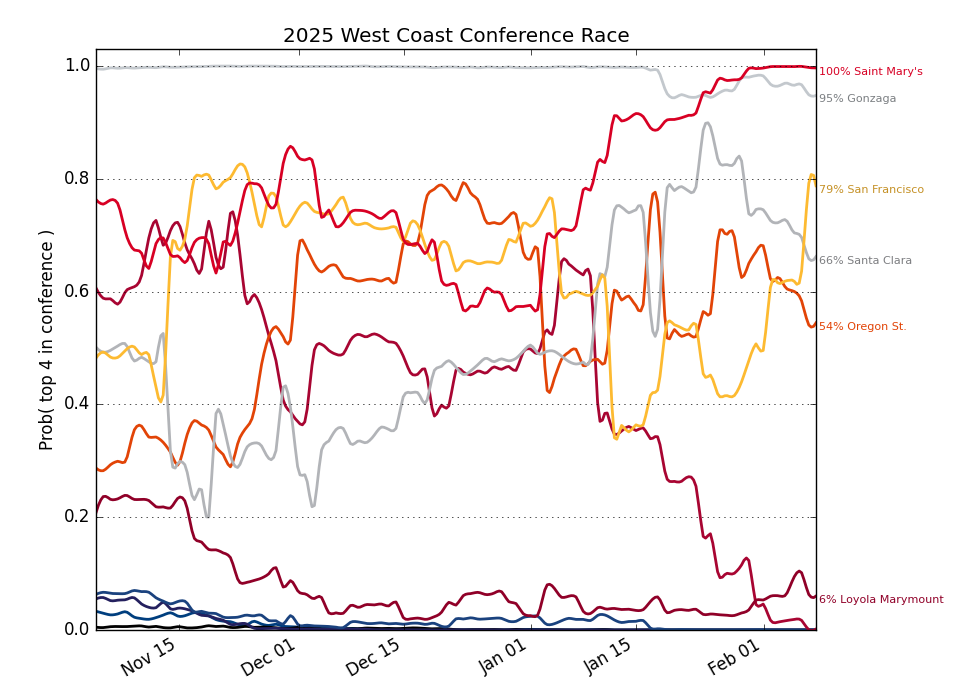 2025 West Coast Conference Race
Prob( top 4 in conference )
1.0
0.8
0.6
0.4
0.2
0.0
100% Saint Mary's
95% Gonzaga
79% San Francisco
66% Santa Clara
54% Oregon St.
6% Loyola Marymount
Nov 15
Dec 01
Dec 15
Jan 01
Jan 15
Feb 01